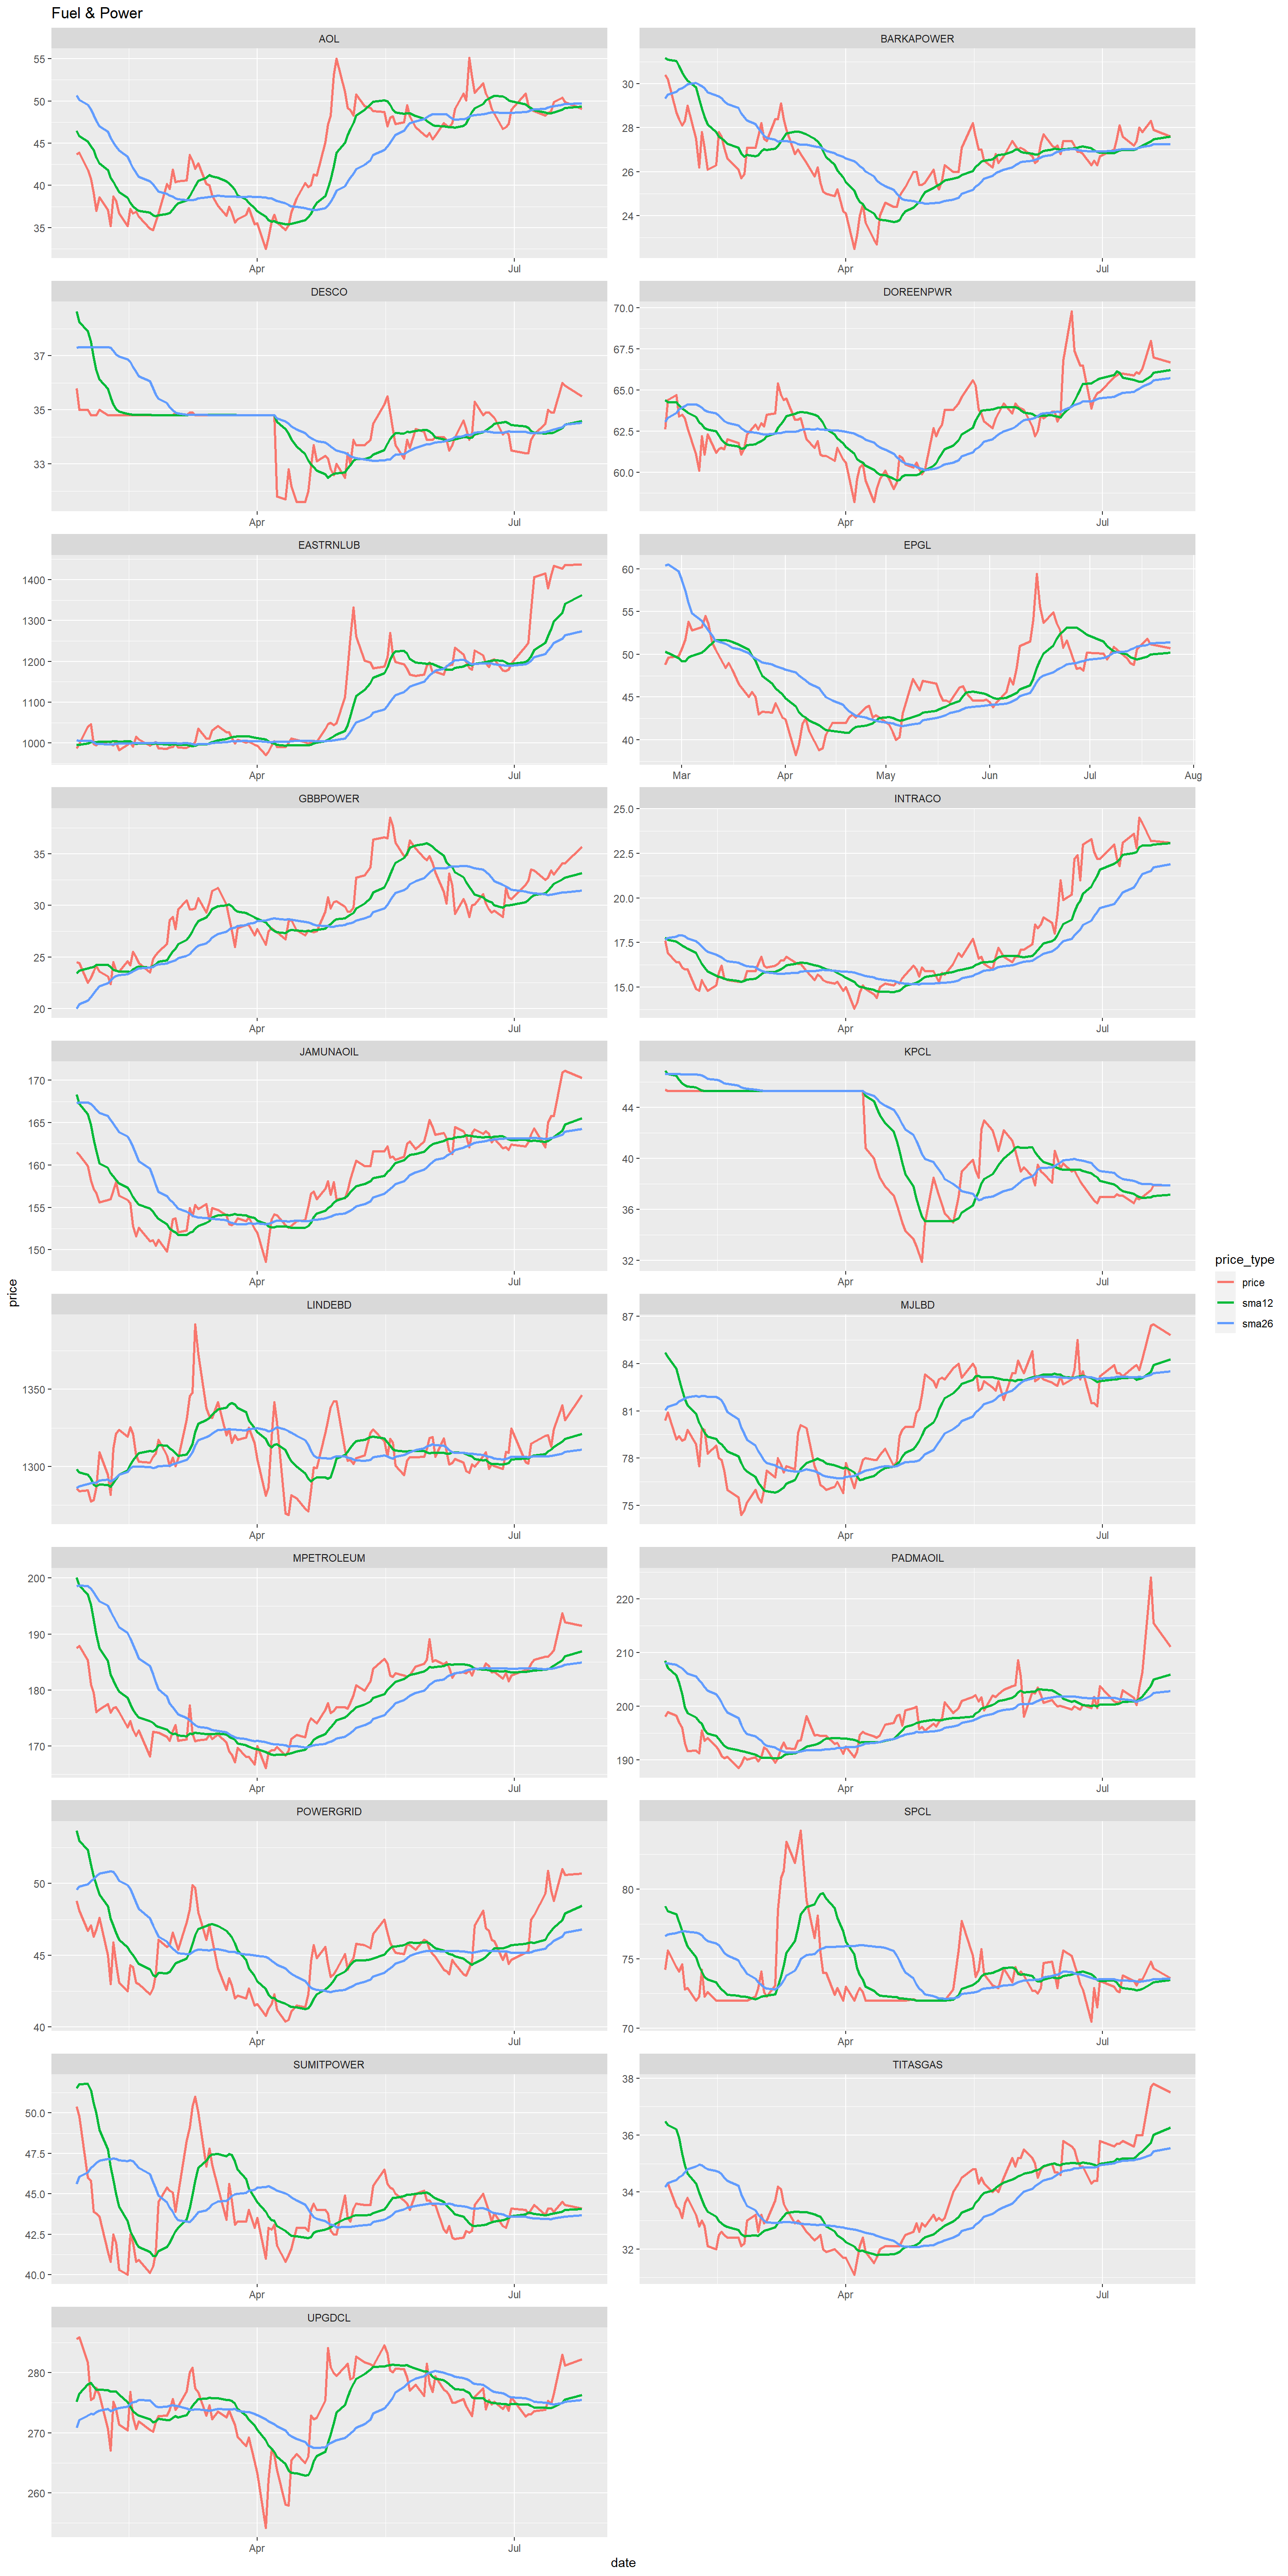 Fuel & Power
AOL
BARKAPOWER
55
50
45
40
35
30
28
26
24
Apr
Jul
Apr
Jul
DESCO
DOREENPWR
37
35
33
70.0
67.5
65.0
62.5
60.0
Apr
Jul
Apr
Jul
EASTRNLUB
EPGL
1400
1300
1200
1100
1000
60
55
50
45
40
Apr
Jul
Mar
Apr
May
Jun
Jul
Aug
GBBPOWER
INTRACO
35
30
25
20
25.0
22.5
20.0
17.5
15.0
Apr
Jul
Apr
Jul
JAMUNAOIL
KPCL
170
165
160
155
150
44
40
36
32
Apr
Jul
Apr
Jul
price
price_type
price
sma12
sma26
LINDEBD
MJLBD
1350
1300
87
84
81
78
75
Apr
Jul
Apr
Jul
MPETROLEUM
PADMAOIL
200
190
180
170
220
210
200
190
Apr
Jul
Apr
Jul
POWERGRID
SPCL
50
45
40
80
75
70
Apr
Jul
Apr
Jul
SUMITPOWER
TITASGAS
50.0
47.5
45.0
42.5
40.0
38
36
34
32
Apr
Jul
Apr
Jul
UPGDCL
280
270
260
Apr
Jul
date